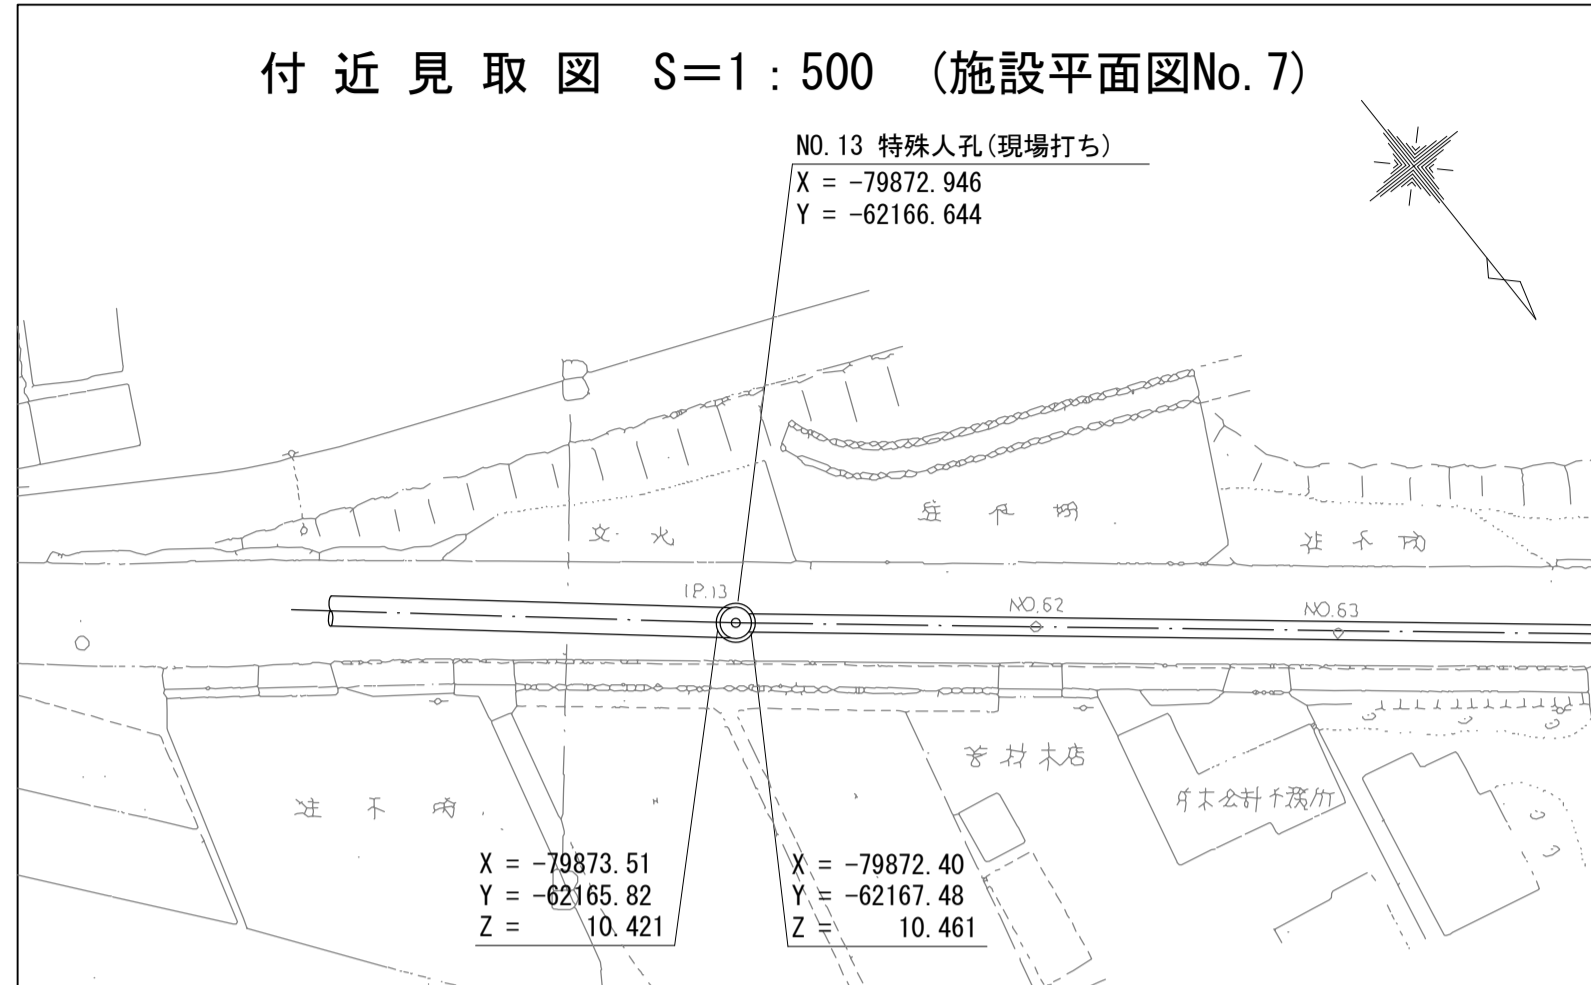 付近見取図 S=1:500 (施設平面図No.7)
NO.13 特殊人孔(現場打ち)
X = -79872.946
Y = -62166.644
IP.13
NO.62
NO.63
X = -79873.51
Y = -62165.82
Z = 10.421
X = -79872.40
Y = -62167.48
Z = 10.461